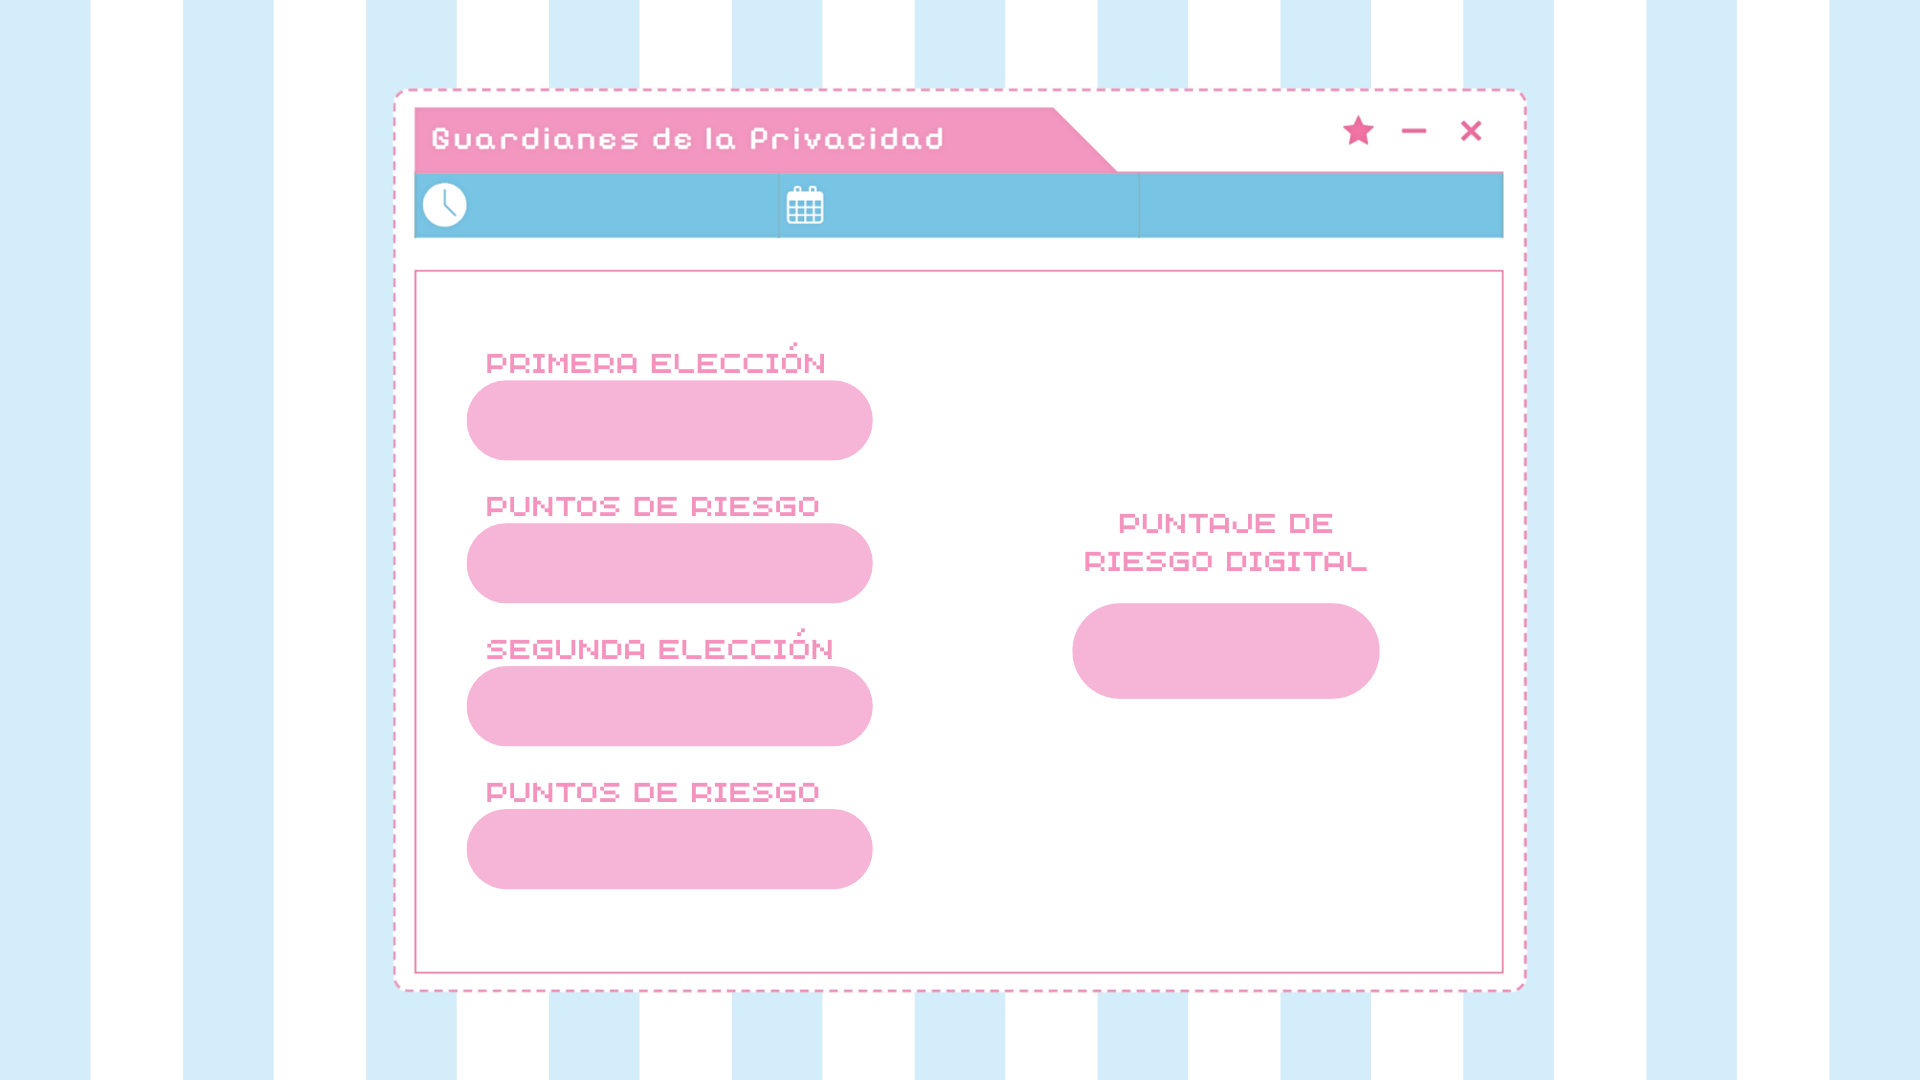 Guardianes de la Privacidad
PRIMERA ELECCIÓN
PUNTOS DE RIESGO
SEGUNDA ELECCIÓN
PUNTOS DE RIESGO
PUNTAJE DE
RIESGO DIGITAL